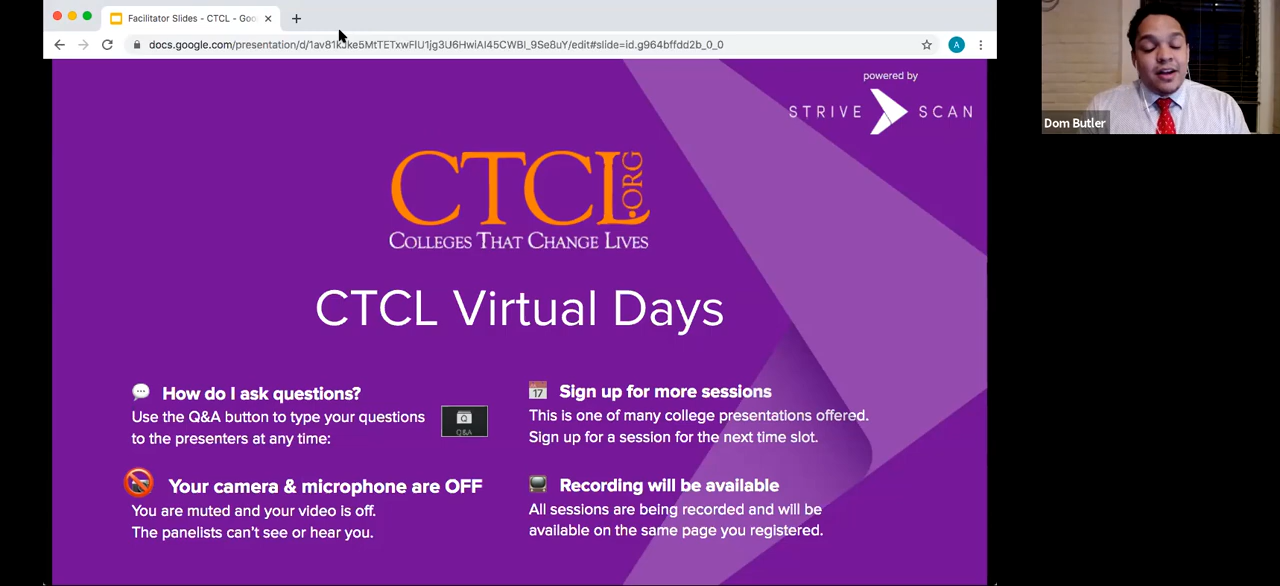 Facilitator Slides - CTCL - Goo
docs.google.com/presentation/d/1av81kJke5MtTETxwFIU1jg3U6HwiAI45CWBl_9Se8uY/edit#slide=id.g964bffdd2b_0_0
A
powered by
STRIVE SCAN
Dom Butler
CTCL.ORG
COLLEGES THAT CHANGE LIVES
CTCL Virtual Days
How do I ask questions?
Use the Q&A button to type your questions
to the presenters at any time:
Q
Q&A
Your camera & microphone are OFF
You are muted and your video is off.
The panelists can't see or hear you.
17
Sign up for more sessions
This is one of many college presentations offered.
Sign up for a session for the next time slot.
Recording will be available
All sessions are being recorded and will be
available on the same page you registered.